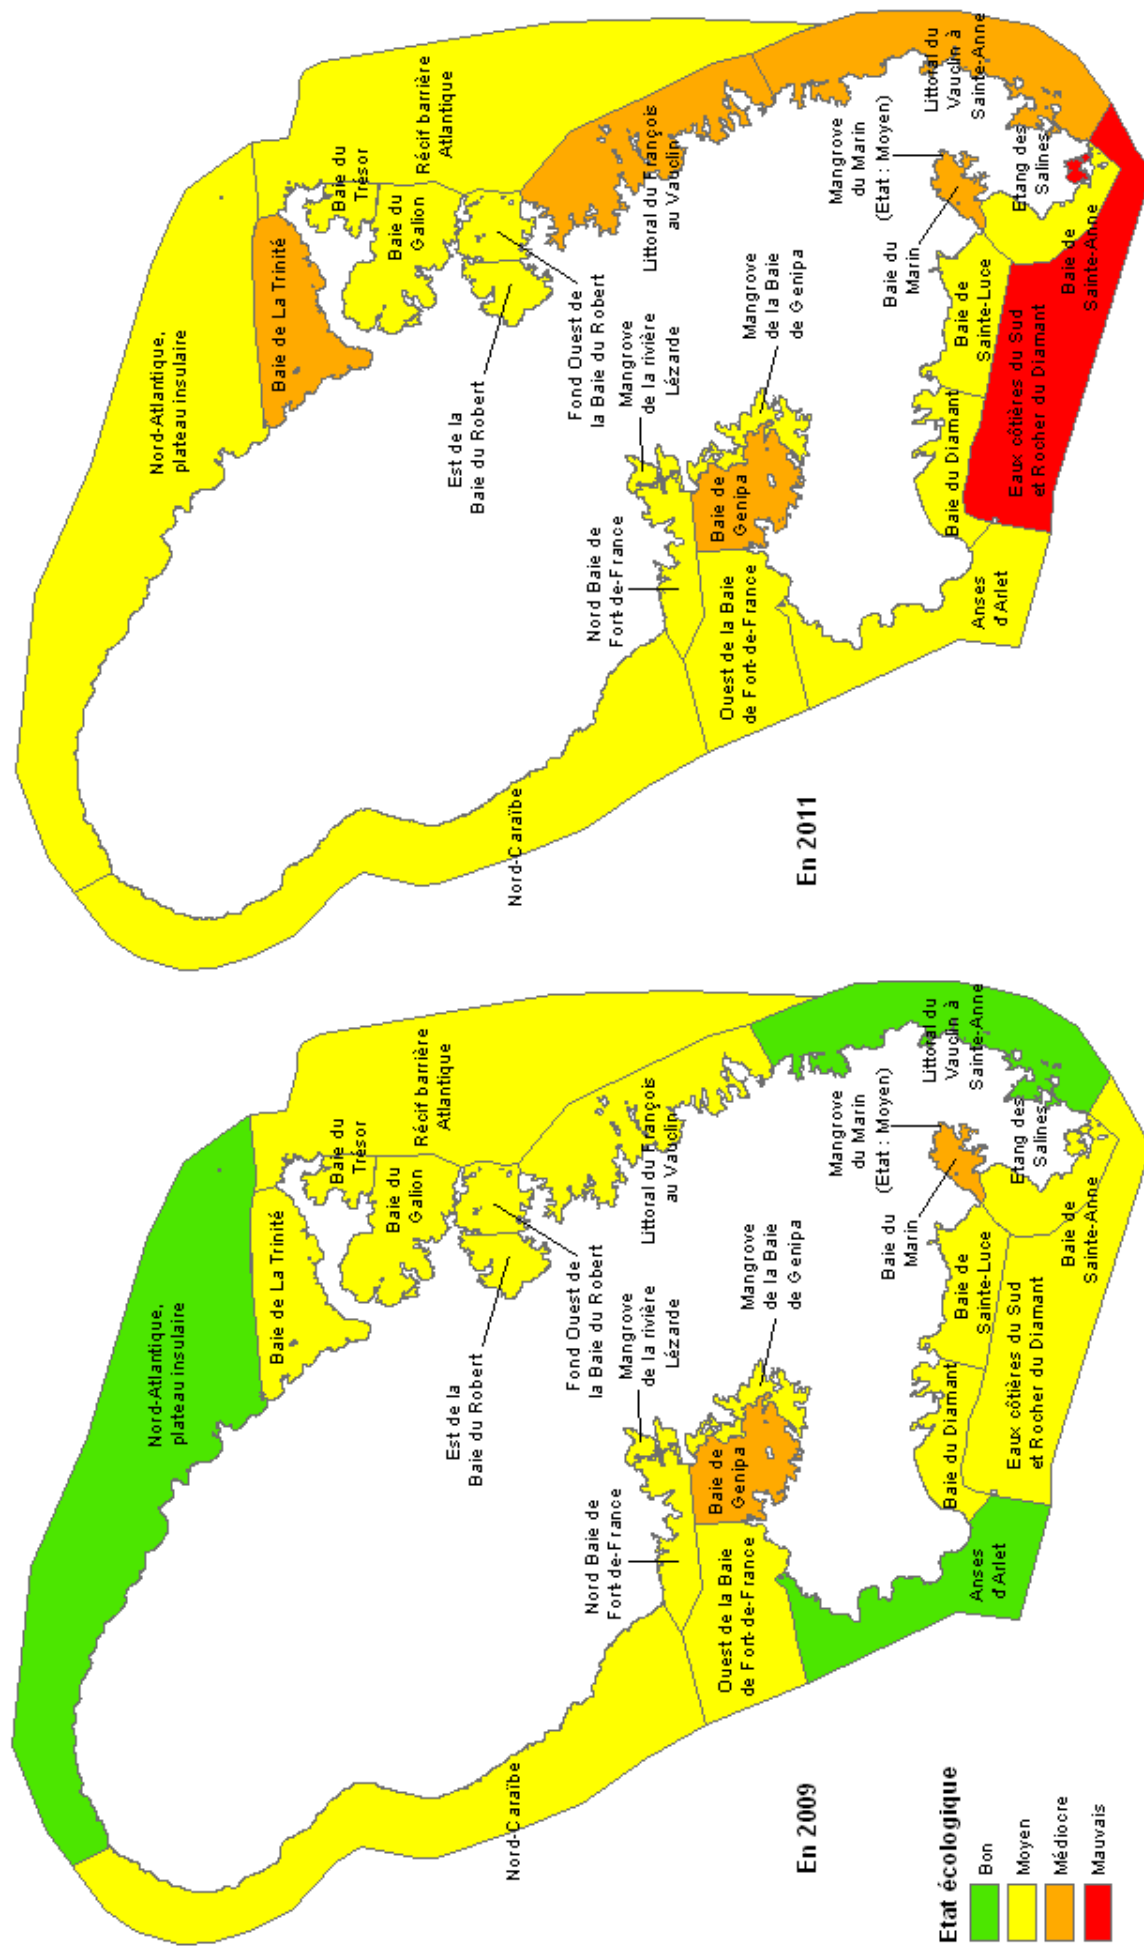 Nord-Atlantique,
plateau insulaire
Baie de La Trinité
Baie du
Trésor
Baie du
Galion
Récif barrière
Atlantique
Est de la
Baie du Robert
Fond Ouest de
la Baie du Robert
Littoral du François
au Vauclin
Mangrove
de la rivière
Lézarde
Nord Baie de
Fort-de-France
Mangrove
de la Baie
de Genipa
Baie de
Genipa
Ouest de la Baie
de Fort-de-France
Nord-Caraïbe
Mangrove
du Marin
(Etat : Moyen)
Littoral du
Vauclin à
Sainte-Anne
Baie du
Marin
Etang des
Salines
Baie de
Sainte-Luce
Baie du Diamant
Baie de
Sainte-Anne
Eaux côtières du Sud
et Rocher du Diamant
Anses
d'Arlet
En 2009
Etat écologique
Bon
Moyen
Médiocre
Mauvais
Nord-Atlantique,
plateau insulaire
Baie de La Trinité
Baie du
Trésor
Baie du
Galion
Récif barrière
Atlantique
Est de la
Baie du Robert
Fond Ouest de
la Baie du Robert
Littoral du François
au Vauclin
Mangrove
de la rivière
Lézarde
Nord Baie de
Fort-de-France
Mangrove
de la Baie
de Genipa
Baie de
Genipa
Ouest de la Baie
de Fort-de-France
Nord-Caraïbe
Mangrove
du Marin
(Etat : Moyen)
Littoral du
Vauclin à
Sainte-Anne
Baie du
Marin
Etang des
Salines
Baie de
Sainte-Luce
Baie du Diamant
Baie de
Sainte-Anne
Eaux côtières du Sud
et Rocher du Diamant
Anses
d'Arlet
En 2011